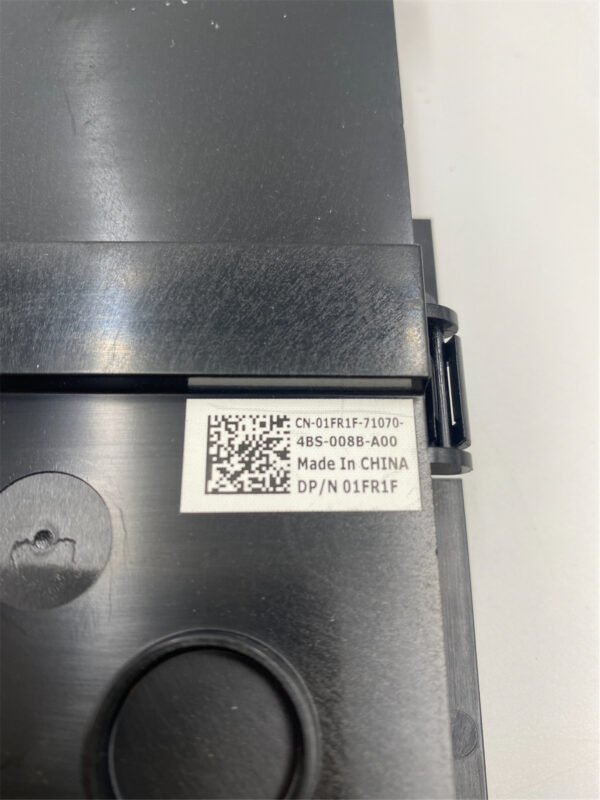 CN-01FR1F-71070-
4BS-008B-A00
Made In CHINA
DP/N 01FR1F